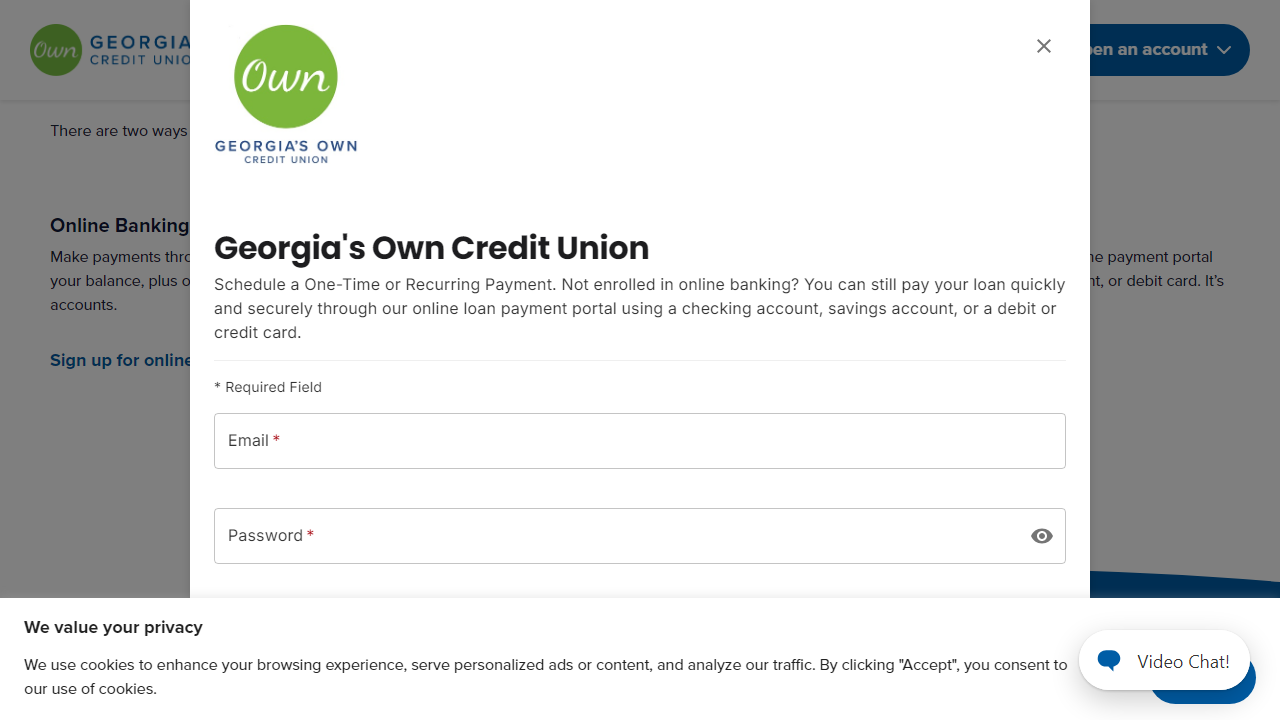 Own GEORGIA
CREDIT UNION
Own
GEORGIA'S OWN
CREDIT UNION
an account
There are two ways
Online Banking
Make payments
your balance, plus
accounts.
Sign up for online
payment portal
or debit card. It's
Georgia's Own Credit Union
Schedule a One-Time or Recurring Payment. Not enrolled in online banking? You can still pay your loan quickly
and securely through our online loan payment portal using a checking account, savings account, or a debit or
credit card.
* Required Field
Email *
Password *
We value your privacy
We use cookies to enhance your browsing experience, serve personalized ads or content, and analyze our traffic. By clicking "Accept", you consent to
our use of cookies.
Video Chat!